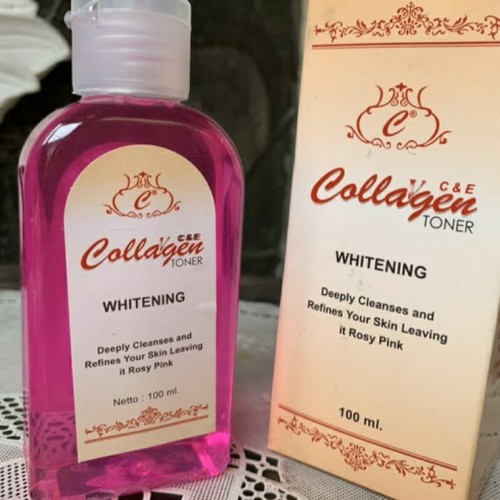 C
C & E
Collagen
TONER
WHITENING
Deeply Cleanses and
Refines Your Skin Leaving
it Rosy Pink
Netto : 100 ml.
C®
C & E
Collagen
TONER
WHITENING
Deeply Cleanses and
Refines Your Skin Leaving
it Rosy Pink
100 ml.